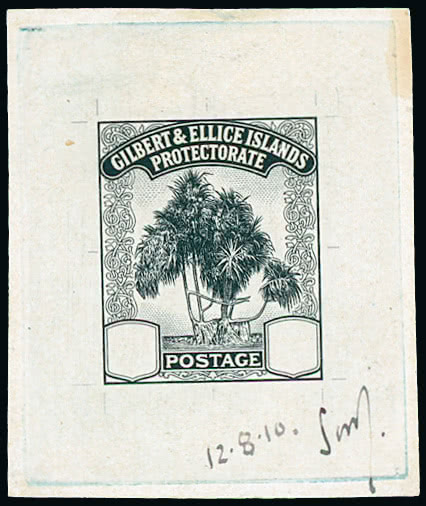 GILBERT & ELLICE ISLANDS
PROTECTORATE
POSTAGE
12.8.10.